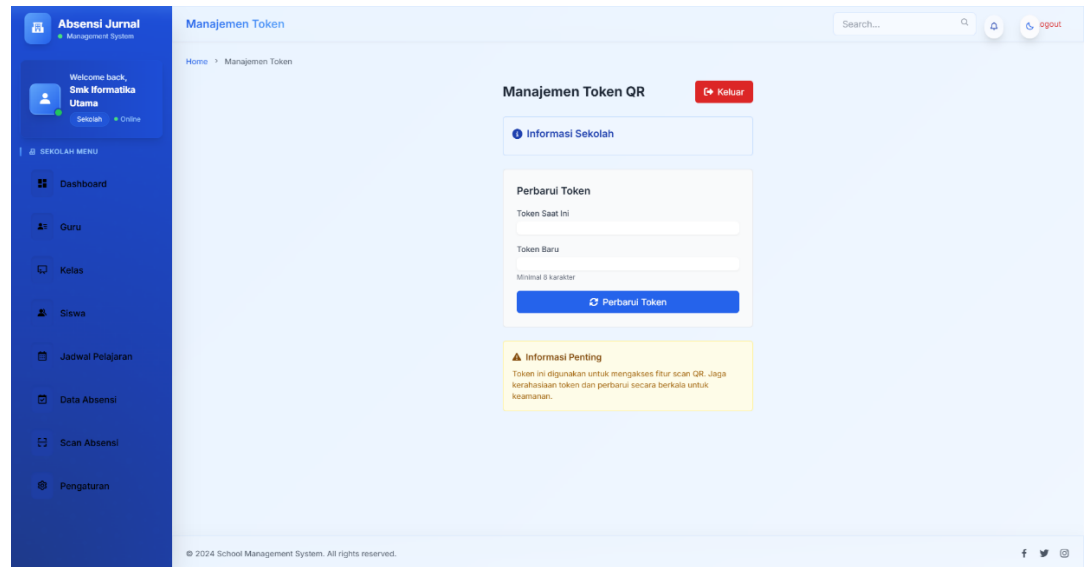 Absensi Jurnal
Management System
Manajemen Token
Search...
ogout
Home > Manajemen Token
Welcome back,
Smk Iformatika
Utama
Sekolah
Online
SEKOLAH MENU
Dashboard
Guru
Kelas
Siswa
Jadwal Pelajaran
Data Absensi
Scan Absensi
Pengaturan
Manajemen Token QR
Keluar
Informasi Sekolah
Perbarui Token
Token Saat Ini
Token Baru
Minimal 8 karakter
Perbarui Token
Informasi Penting
Token ini digunakan untuk mengakses fitur scan QR. Jaga
kerahasiaan token dan perbarui secara berkala untuk
keamanan.
© 2024 School Management System. All rights reserved.